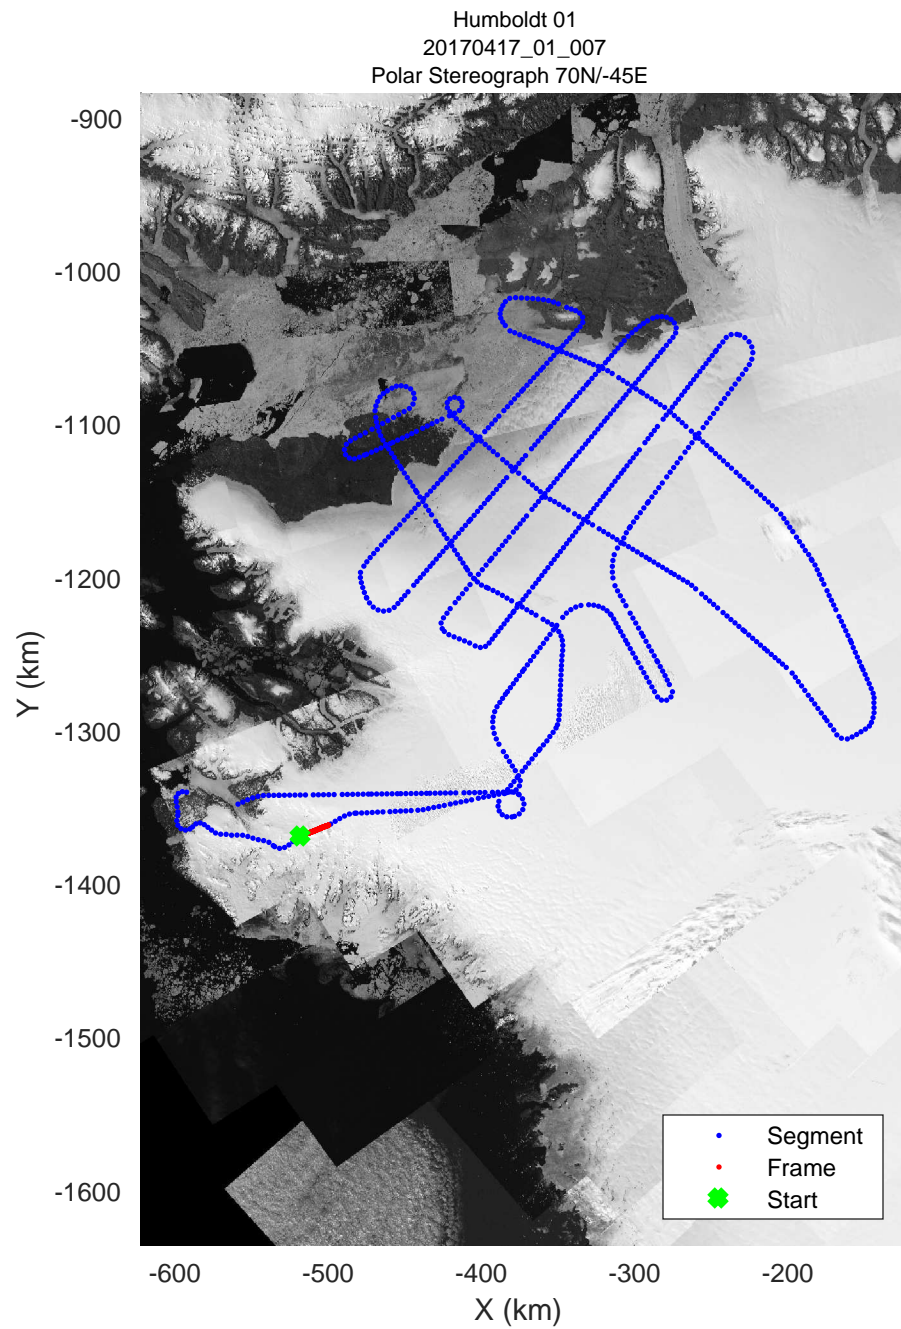 Humboldt 01
20170417_01_007
Polar Stereograph 70N/-45E
-900
-1000
-1100
-1200
-1300
-1400
-1500
-1600
Y (km)
Segment
Frame
Start
-600 -500 -400 -300 -200
X (km)